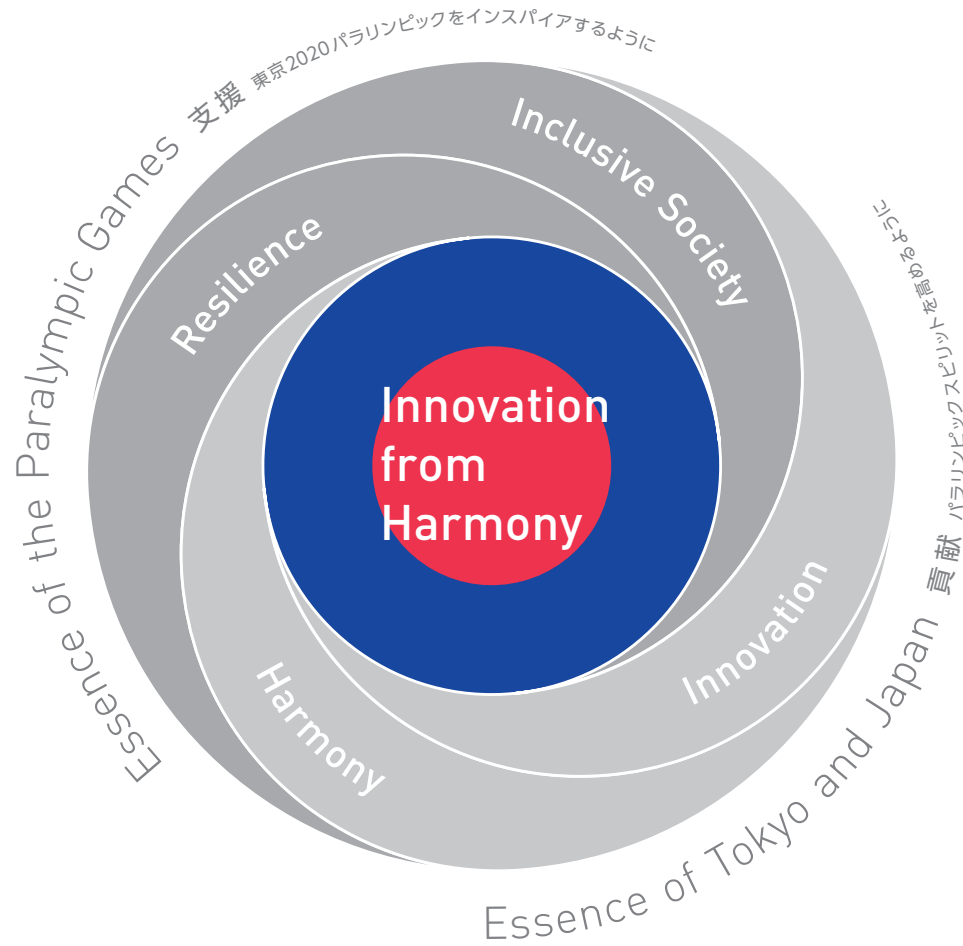 Essence of the Paralympic Games 支援 東京2020パラリンピックをインスパイアするように
Inclusive Society
Resilience
Innovation
from
Harmony
Innovation
Harmony
Essence of Tokyo and Japan 貢献 パラリンピックスピリットを高めるように